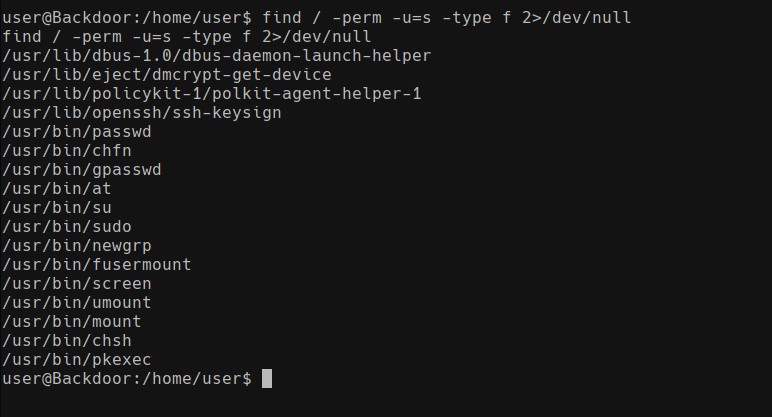 user@Backdoor:/home/user$ find / -perm -u=s -type f 2>/dev/null
find / -perm -u=s -type f 2>/dev/null
/usr/lib/dbus-1.0/dbus-daemon-launch-helper
/usr/lib/eject/dmcrypt-get-device
/usr/lib/policykit-1/polkit-agent-helper-1
/usr/lib/openssh/ssh-keysign
/usr/bin/passwd
/usr/bin/chfn
/usr/bin/gpasswd
/usr/bin/at
/usr/bin/su
/usr/bin/sudo
/usr/bin/newgrp
/usr/bin/fusermount
/usr/bin/screen
/usr/bin/umount
/usr/bin/mount
/usr/bin/chsh
/usr/bin/pkexec
user@Backdoor:/home/user$